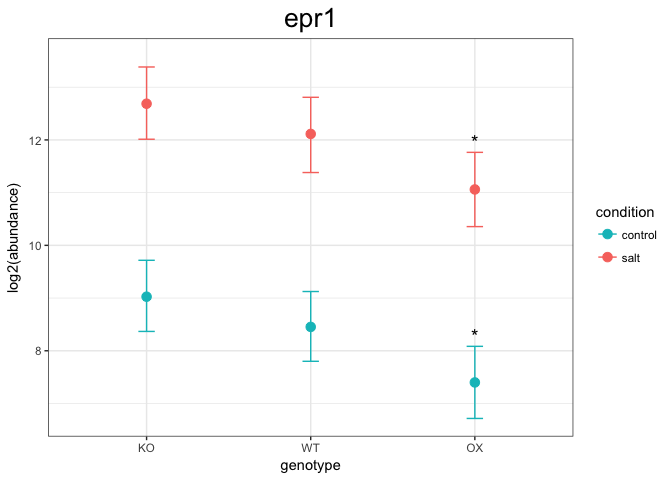 epr1
log2(abundance)
12
10
8
*
*
KO WT OX
genotype
condition
control
salt